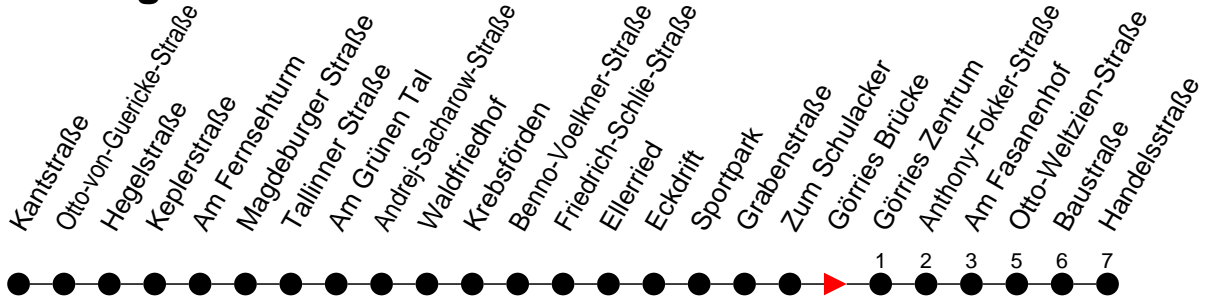 Kantstraße
Otto-von-Guericke-Straße
Hegelstraße
Keplerstraße
Am Fernsehturm
Magdeburger Straße
Tallinner Straße
Am Grünen Tal
Andrej-Sacharow-Straße
Waldfriedhof
Krebsförden
Benno-Voelkner-Straße
Friedrich-Schlie-Straße
Ellerried
Eckdrift
Sportpark
Grabenstraße
Zum Schulacker
Görries Brücke
Görries Zentrum
Anthony-Fokker-Straße
Am Fasanenhof
Otto-Weltzien-Straße
Baustraße
Handelsstraße
1 2 3 5 6 7